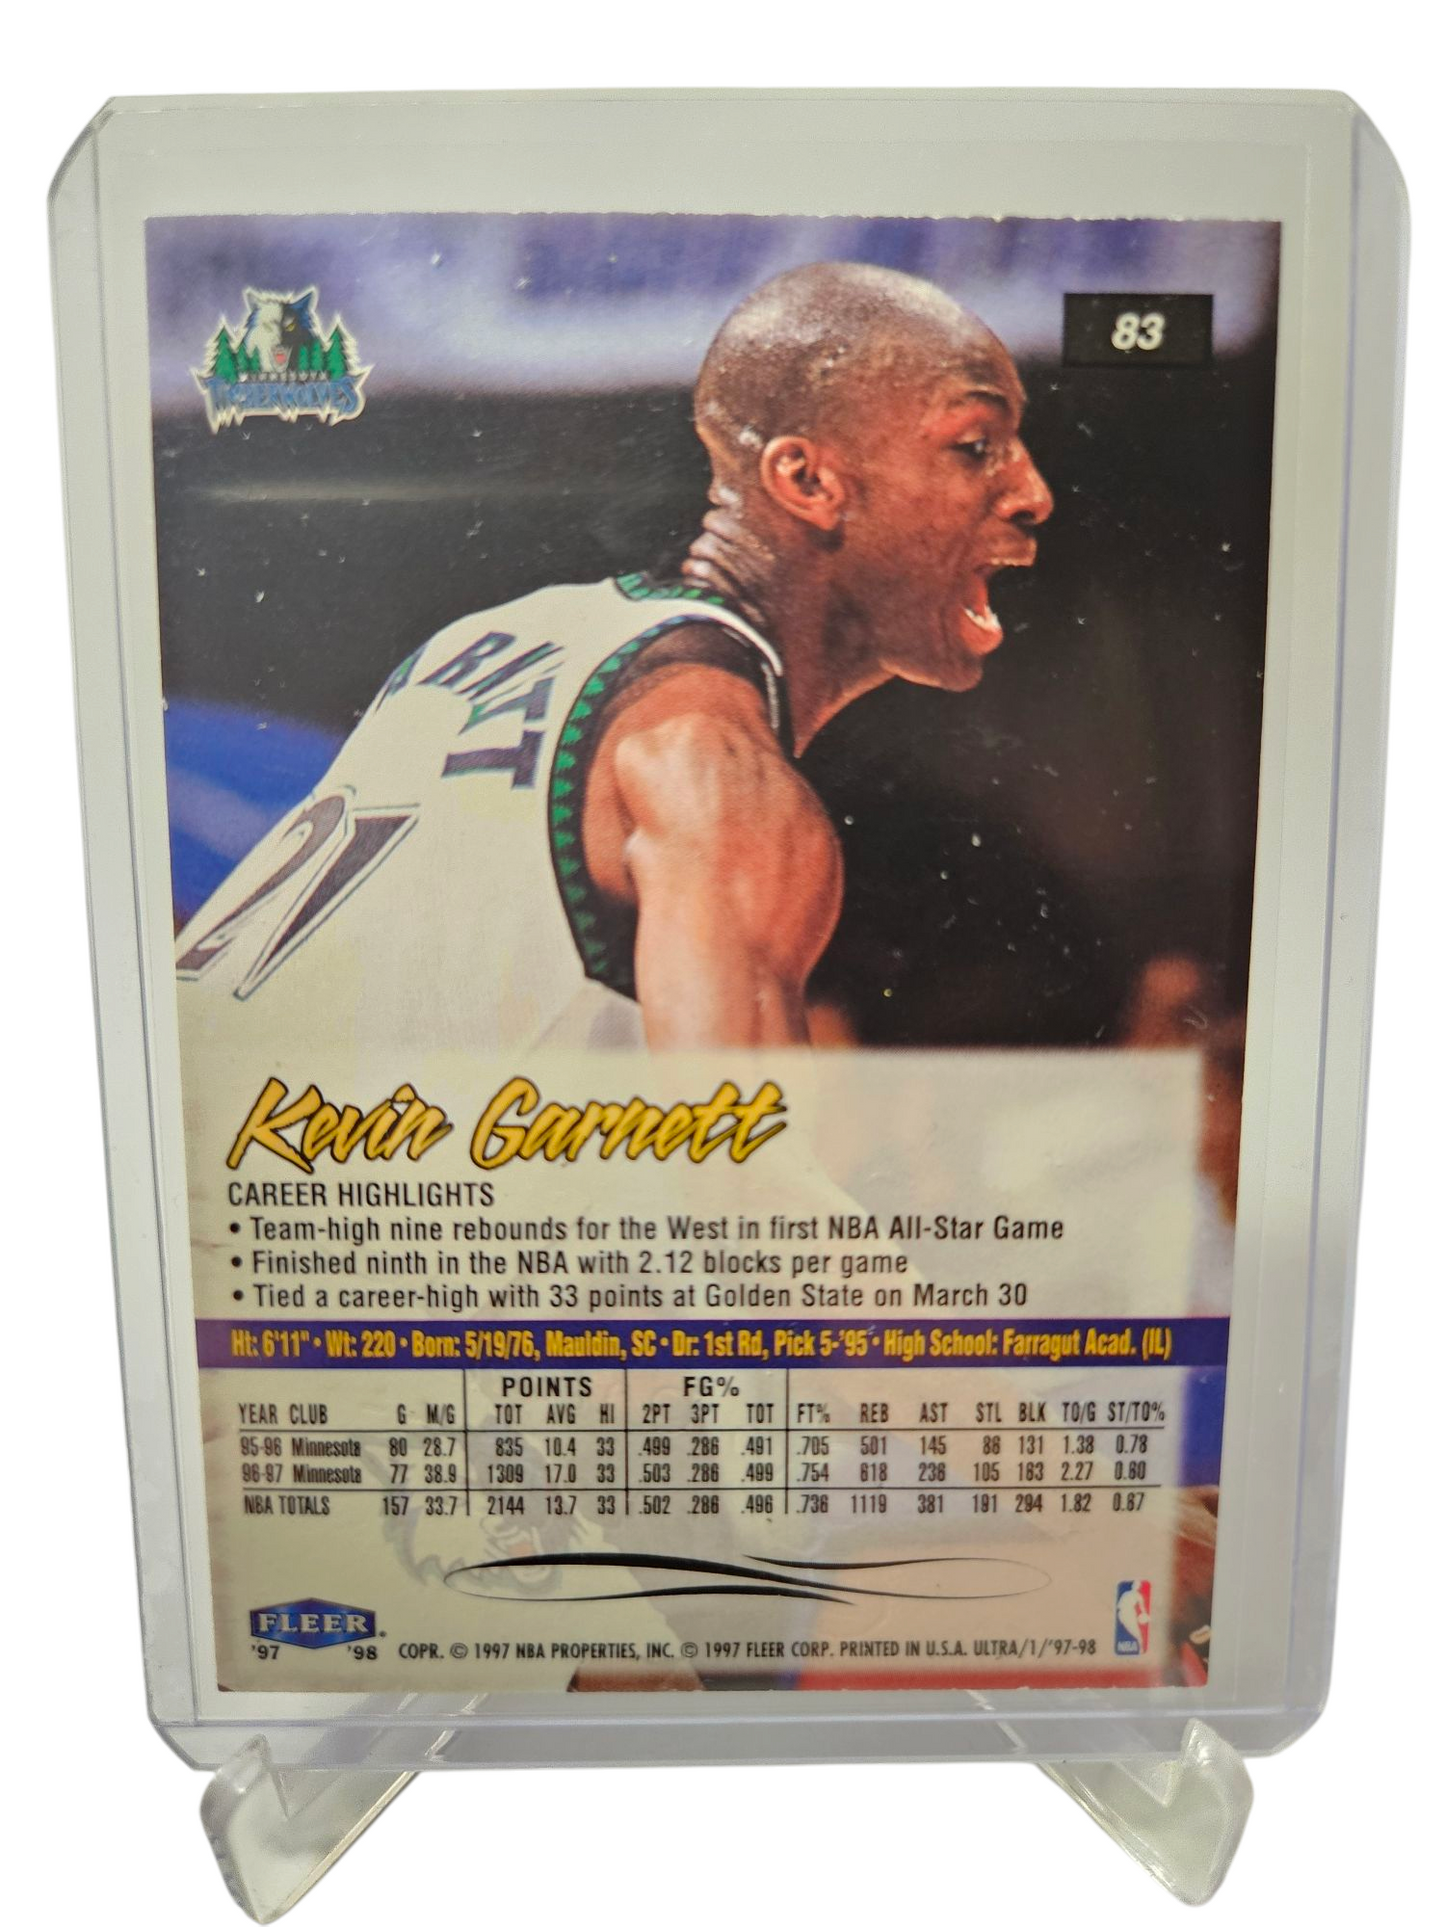 83
MINNESOTA
TIMBERWOLVES
RNETT
21
Kevin Garnett
CAREER HIGHLIGHTS
• Team-high nine rebounds for the West in first NBA All-Star Game
• Finished ninth in the NBA with 2.12 blocks per game
• Tied a career-high with 33 points at Golden State on March 30
Ht: 6'11" • Wt: 220 • Born: 5/19/76, Mauldin, SC • Dr: 1st Rd, Pick 5-'95 • High School: Farragut Acad. (IL)
POINTS FG%
YEAR CLUB G M/G TOT AVG HI 2PT 3PT TOT FT% REB AST STL BLK TO/G ST/TO%
95-96 Minnesota 80 28.7 835 10.4 33 .499 .286 .491 .705 501 145 86 131 1.38 0.78
96-97 Minnesota 77 38.9 1309 17.0 33 .503 .286 .499 .754 618 236 105 163 2.27 0.60
NBA TOTALS 157 33.7 2144 13.7 33 .502 .286 .496 .736 1119 381 191 294 1.82 0.67
FLEER
'97 '98 COPR. © 1997 NBA PROPERTIES, INC. © 1997 FLEER CORP. PRINTED IN U.S.A. ULTRA/1/'97-98
NBA